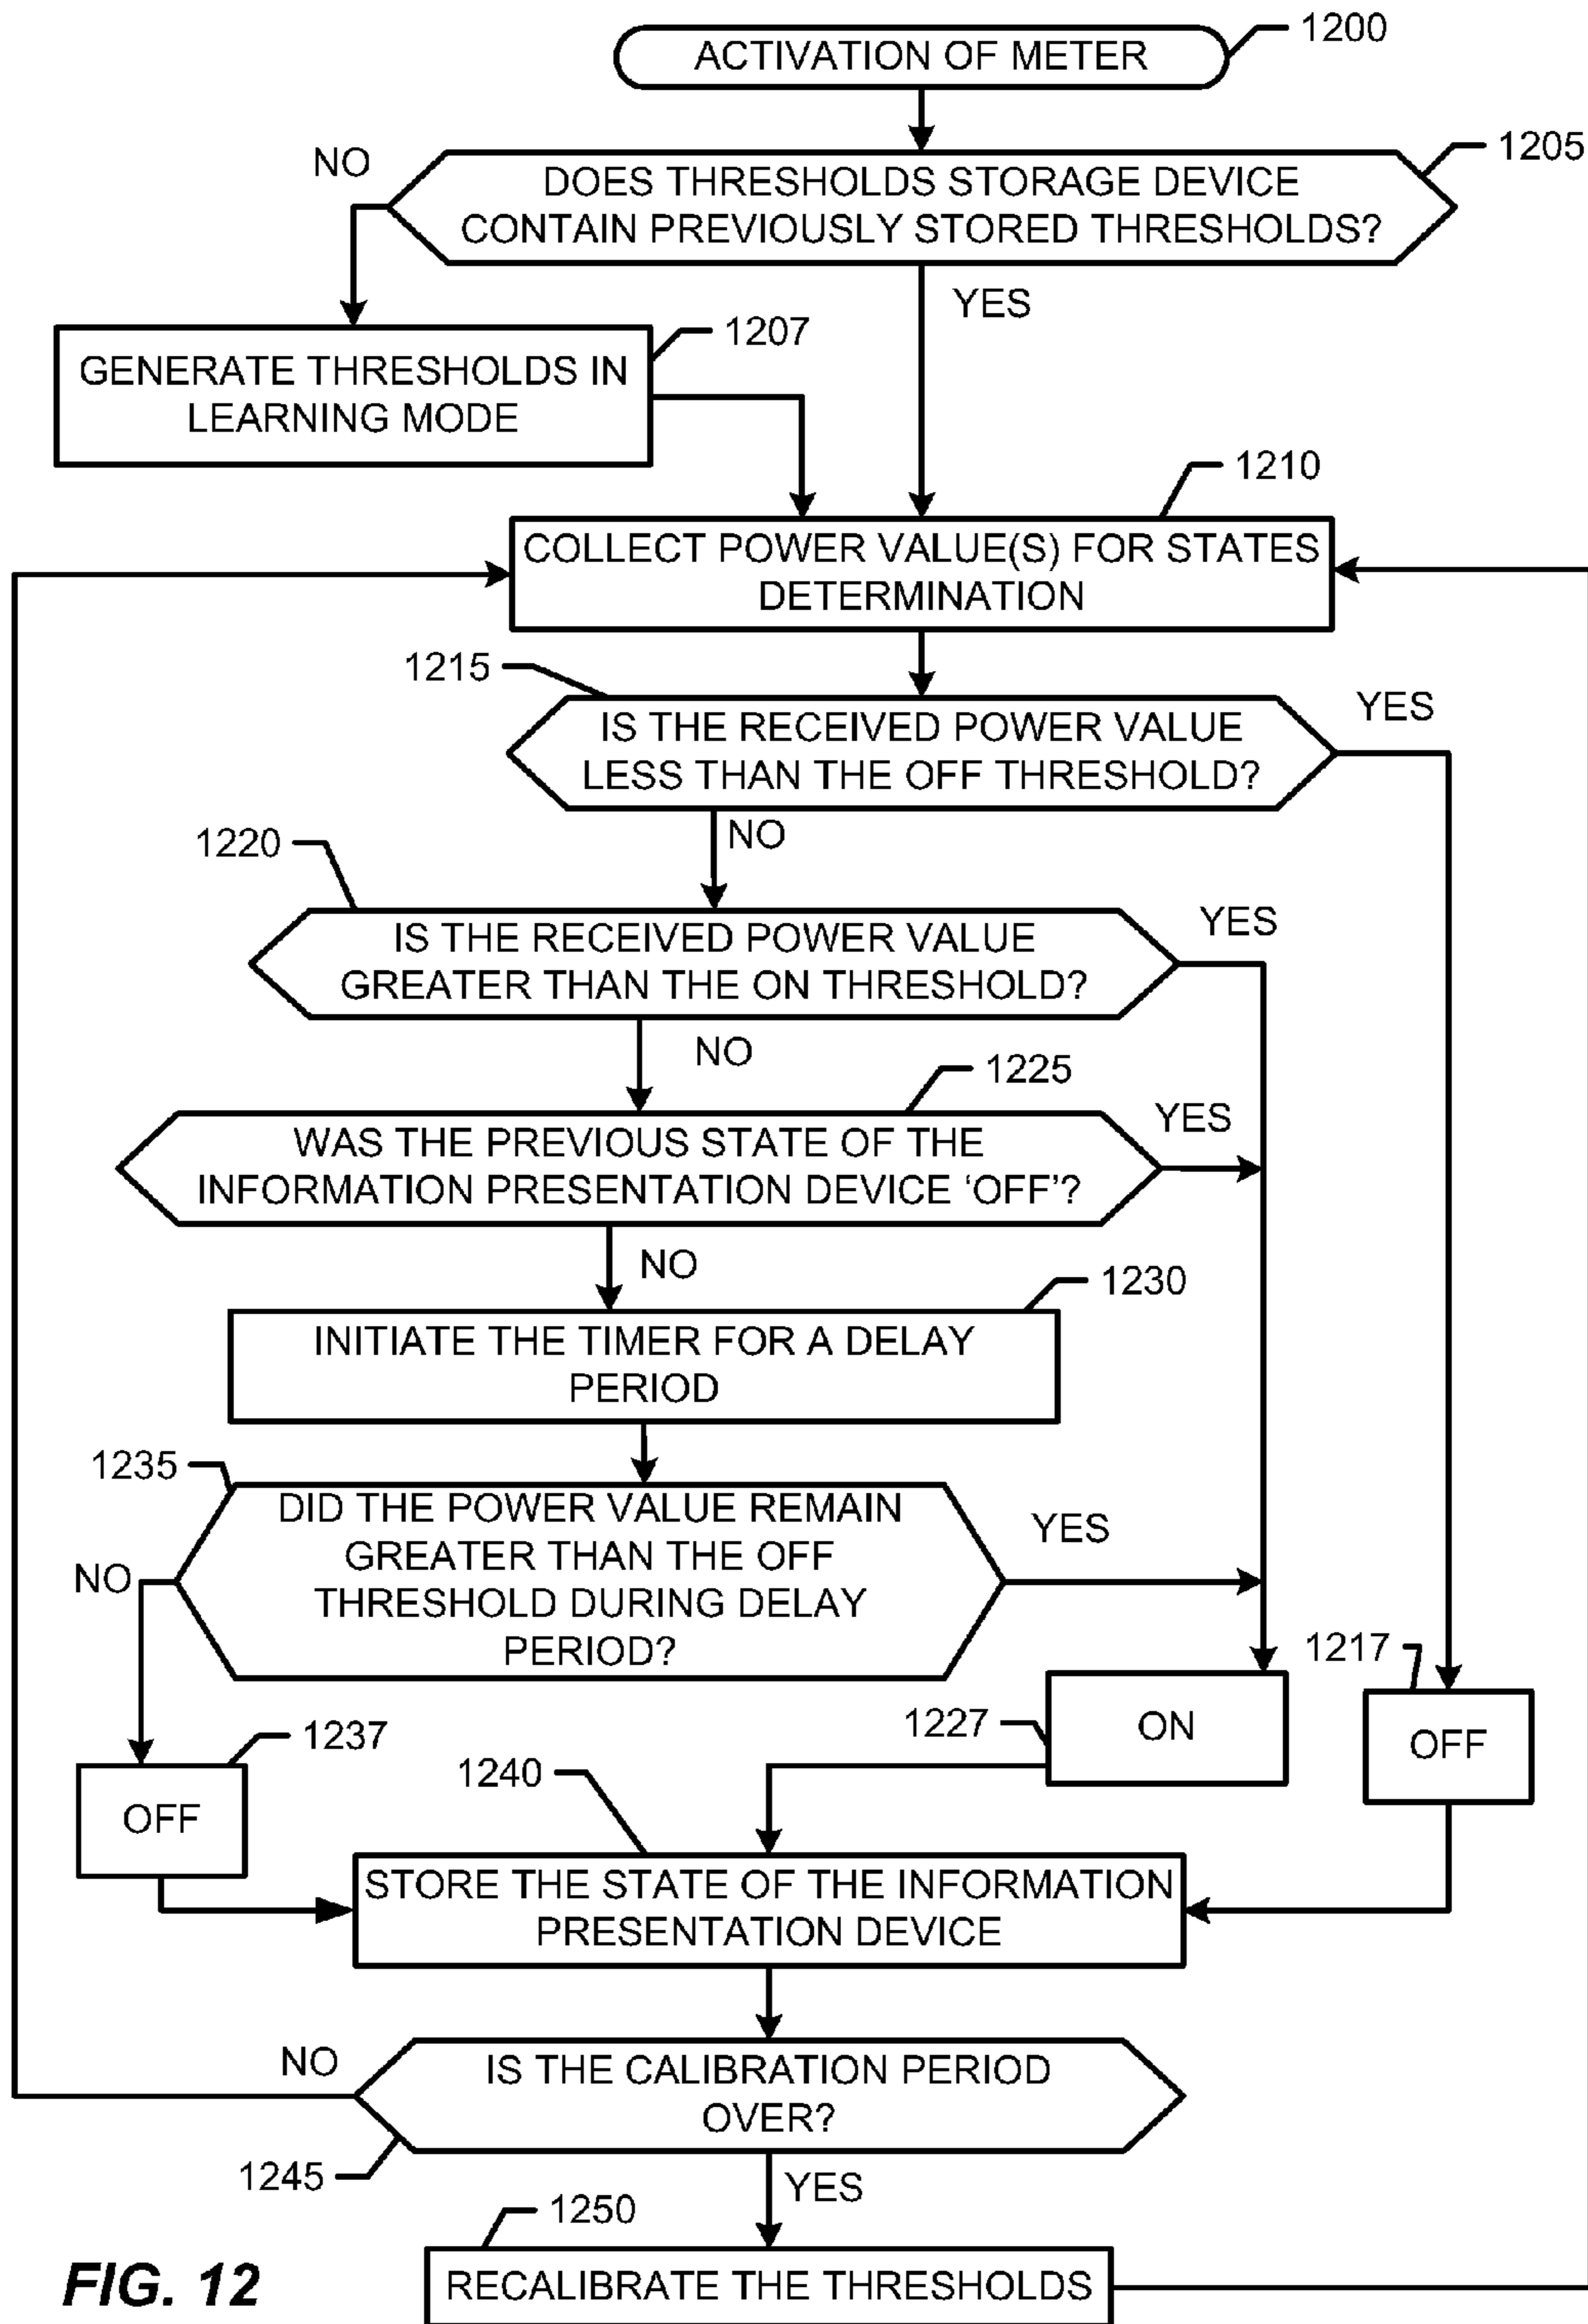 ACTIVATION OF METER
1200
1205
NO
DOES THRESHOLDS STORAGE DEVICE
CONTAIN PREVIOUSLY STORED THRESHOLDS?
YES
1207
GENERATE THRESHOLDS IN
LEARNING MODE
1210
COLLECT POWER VALUE(S) FOR STATES
DETERMINATION
1215
IS THE RECEIVED POWER VALUE
LESS THAN THE OFF THRESHOLD?
YES
NO
1220
IS THE RECEIVED POWER VALUE
GREATER THAN THE ON THRESHOLD?
YES
NO
1225
WAS THE PREVIOUS STATE OF THE
INFORMATION PRESENTATION DEVICE ‘OFF’?
YES
NO
1230
INITIATE THE TIMER FOR A DELAY
PERIOD
1235
DID THE POWER VALUE REMAIN
GREATER THAN THE OFF
THRESHOLD DURING DELAY
PERIOD?
YES
NO
1217
1227
ON
OFF
1237
OFF
1240
STORE THE STATE OF THE INFORMATION
PRESENTATION DEVICE
NO
IS THE CALIBRATION PERIOD
OVER?
1245
YES
1250
RECALIBRATE THE THRESHOLDS
FIG. 12